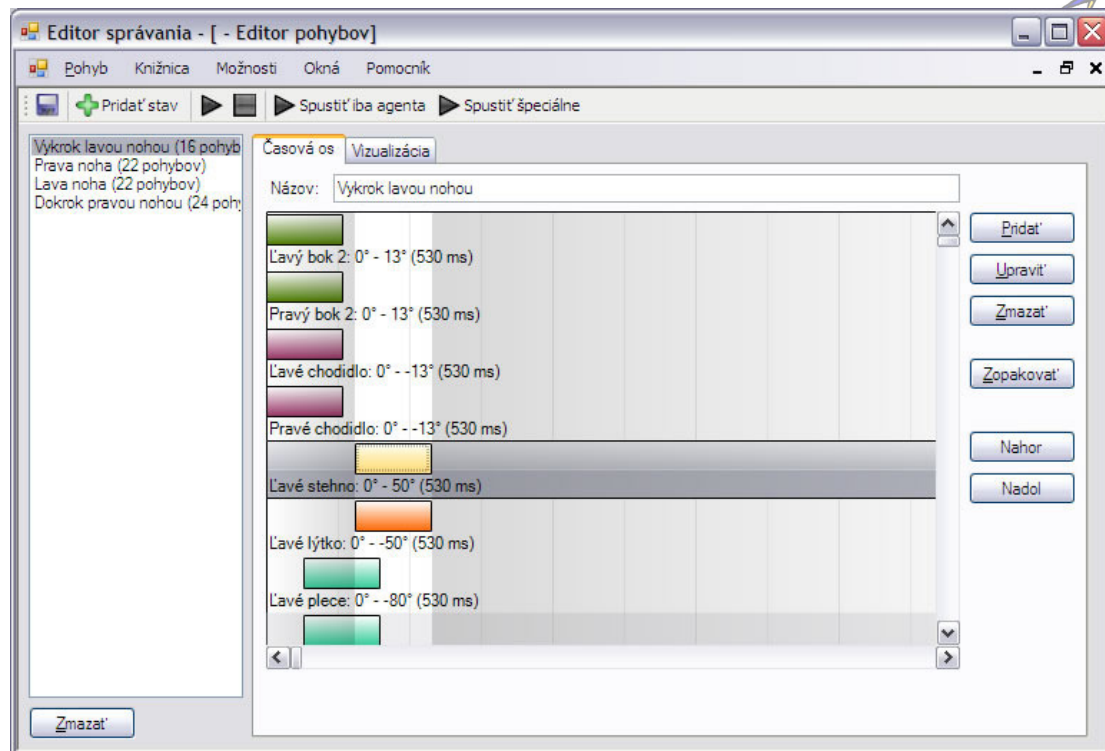 Editor správania - [ - Editor pohybov]
Pohyb Knižnica Možnosti Okná Pomocník
Pridať stav Spustiť iba agenta Spustiť špeciálne
Vykrok lavou nohou (16 pohyb
Prava noha (22 pohybov)
Lava noha (22 pohybov)
Dokrok pravou nohou (24 pohy
Zmazať
Časová os Vizualizácia
Názov: Vykrok lavou nohou
Ľavý bok 2: 0° - 13° (530 ms)
Pravý bok 2: 0° - 13° (530 ms)
Ľavé chodidlo: 0° - -13° (530 ms)
Pravé chodidlo: 0° - -13° (530 ms)
Ľavé stehno: 0° - 50° (530 ms)
Ľavé lýtko: 0° - -50° (530 ms)
Ľavé plece: 0° - -80° (530 ms)
Pridať
Upraviť
Zmazať
Zopakovať
Nahor
Nadol